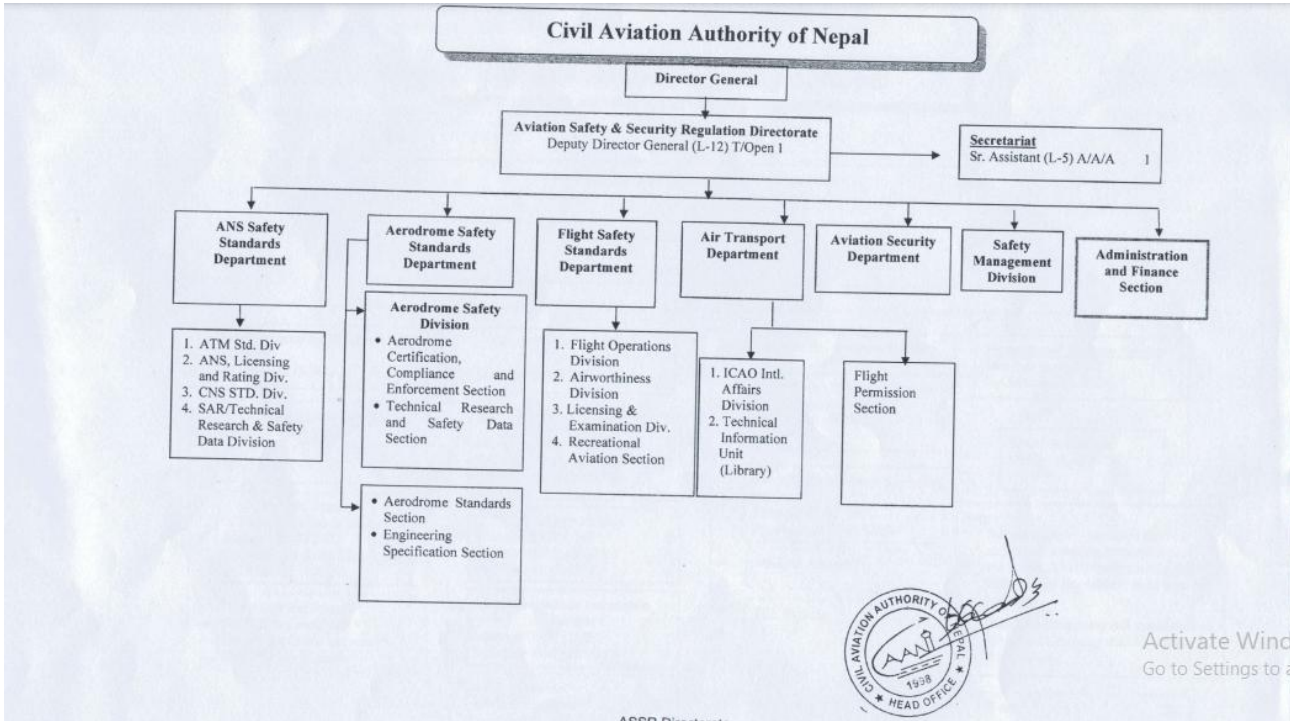 Civil Aviation Authority of Nepal
Director General
Aviation Safety & Security Regulation Directorate
Deputy Director General (L-12) T/Open 1
Secretariat
Sr. Assistant (L-5) A/A/A 1
ANS Safety
Standards
Department
Aerodrome Safety
Standards
Department
Flight Safety
Standards
Department
Air Transport
Department
Aviation Security
Department
Safety
Management
Division
Administration
and Finance
Section
1. ATM Std. Div
2. ANS, Licensing
and Rating Div.
3. CNS STD. Div.
4. SAR/Technical
Research & Safety
Data Division
Aerodrome Safety
Division
• Aerodrome
Certification,
Compliance and
Enforcement Section
• Technical Research
and Safety Data
Section
• Aerodrome Standards
Section
• Engineering
Specification Section
1. Flight Operations
Division
2. Airworthiness
Division
3. Licensing &
Examination Div.
4. Recreational
Aviation Section
1. ICAO Intl.
Affairs
Division
2. Technical
Information
Unit
(Library)
Flight
Permission
Section
CIVIL AVIATION AUTHORITY OF NEPAL
1998
★ HEAD OFFICE ★
Activate Wind
Go to Settings to a